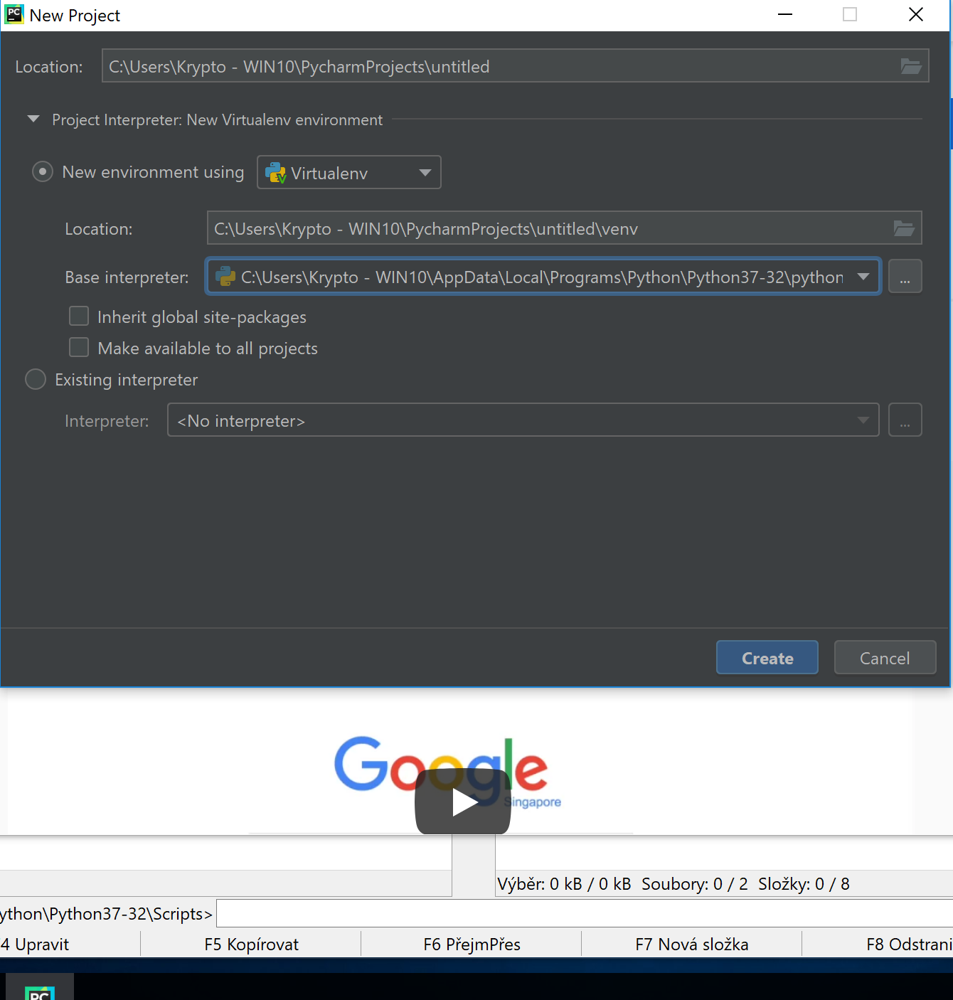 PC New Project
Location: C:\Users\Krypto - WIN10\PycharmProjects\untitled
Project Interpreter: New Virtualenv environment
New environment using Virtualenv
Location: C:\Users\Krypto - WIN10\PycharmProjects\untitled\venv
Base interpreter: C:\Users\Krypto - WIN10\AppData\Local\Programs\Python\Python37-32\python ...
Inherit global site-packages
Make available to all projects
Existing interpreter
Interpreter: <No interpreter> ...
Create Cancel
Google
Singapore
Výběr: 0 kB / 0 kB Soubory: 0 / 2 Složky: 0 / 8
ython\Python37-32\Scripts>
4 Upravit F5 Kopírovat F6 PřejmPřes F7 Nová složka F8 Odstrani
PC